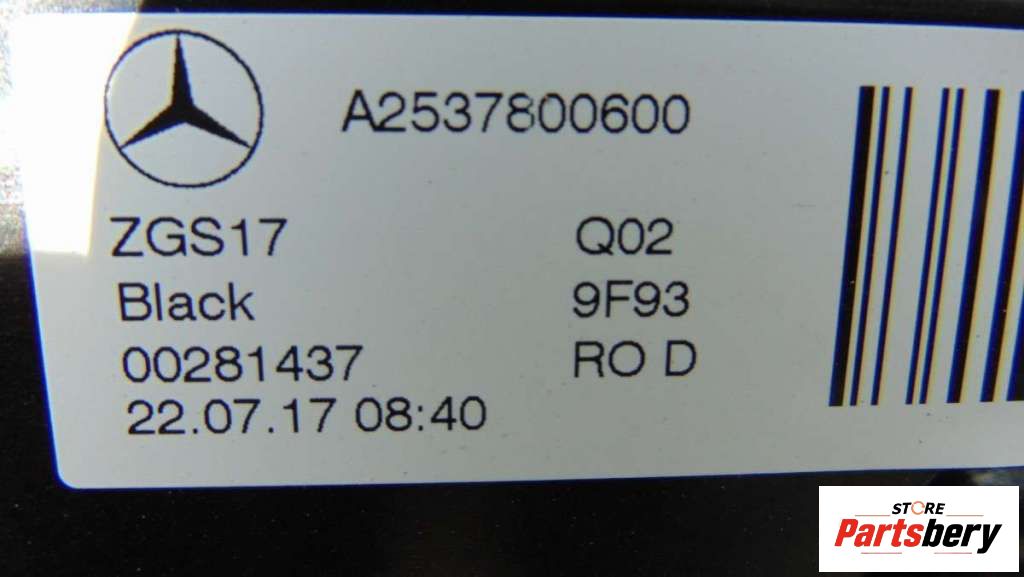 A2537800600
ZGS17 Q02
Black 9F93
00281437 RO D
22.07.17 08:40
STORE
Partsbery